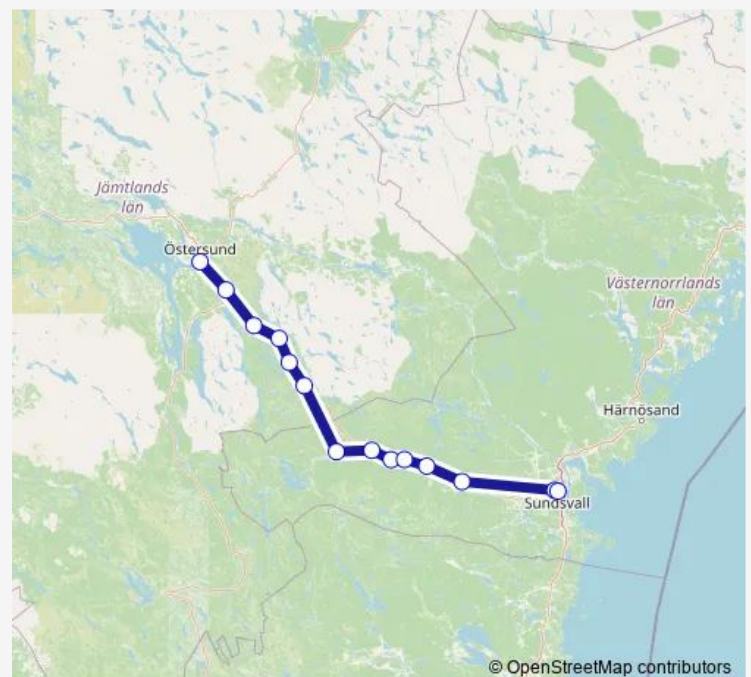 Jämtlands
län
Östersund
Västernorrlands
län
Härnösand
Sundsvall
© OpenStreetMap contributors